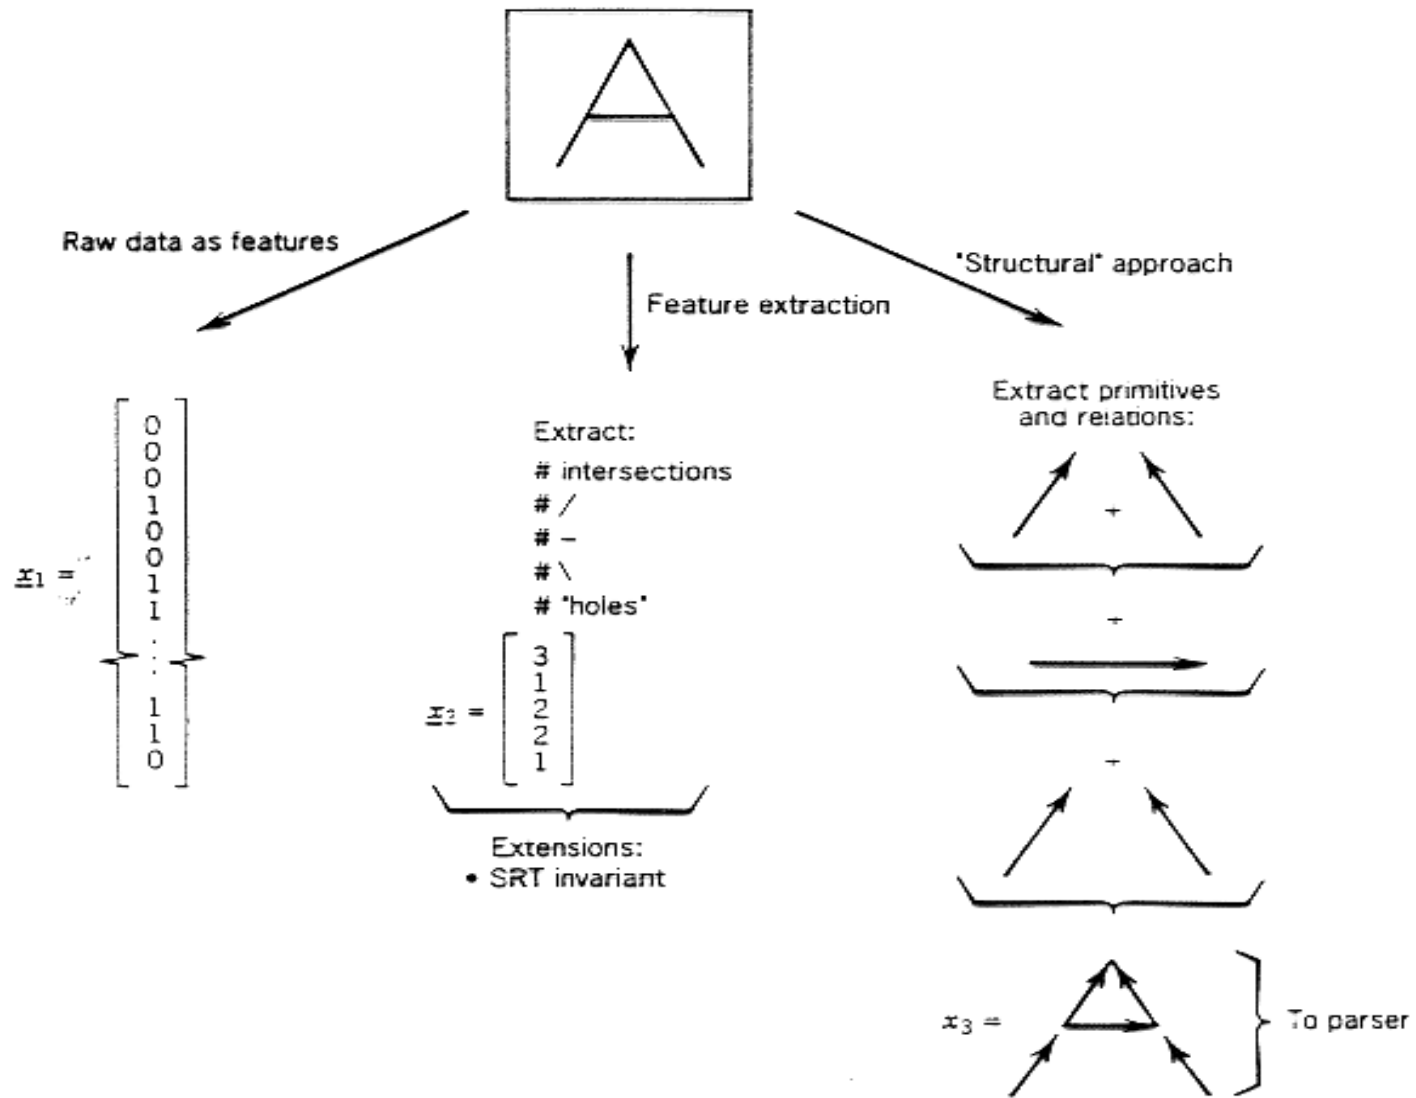 Raw data as features
Feature extraction
"Structural" approach
x1 =
0
0
0
1
0
0
1
1
.
.
.
1
1
0
Extract:
# intersections
# /
# –
# \
# "holes"
x2 =
3
1
2
2
1
Extensions:
• SRT invariant
Extract primitives
and relations:
+
+
+
x3 =
To parser